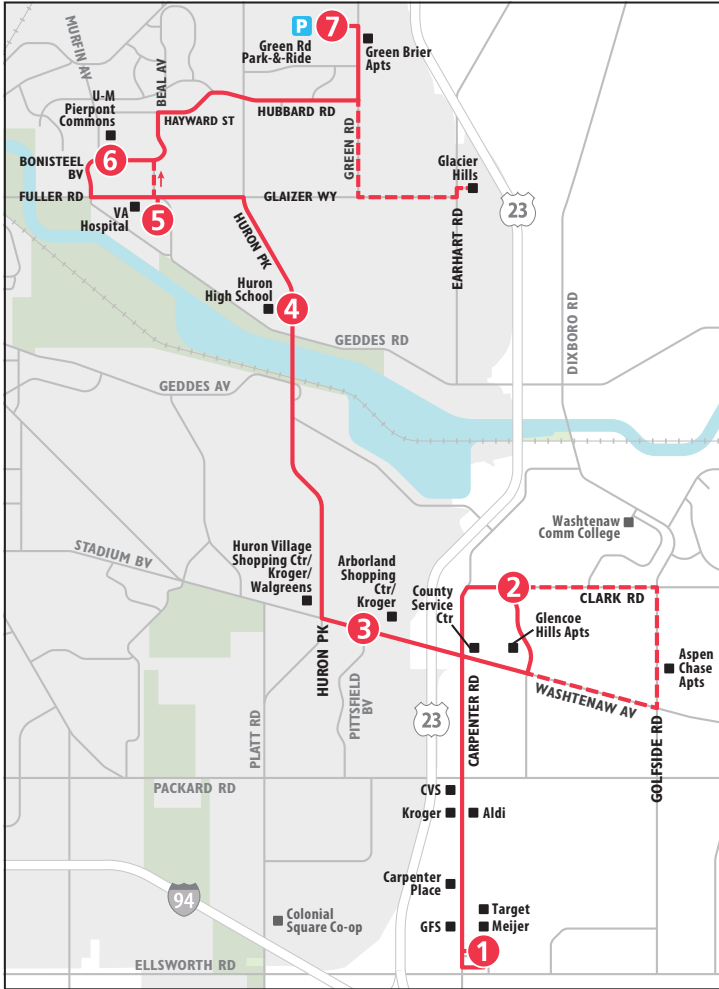 MURFIN AV
BEAL AV
P
7
Green Rd
Park-&-Ride
Green Brier
Apts
U-M
Pierpont
Commons
HAYWARD ST
HUBBARD RD
GREEN RD
BONISTEEL
BV
6
Glacier
Hills
FULLER RD
GLAIZER WY
VA
Hospital
5
HURON PK
EARHART RD
23
Huron
High School
4
GEDDES RD
DIXBORO RD
GEDDES AV
STADIUM BV
Washtenaw
Comm College
Huron Village
Shopping Ctr/
Kroger/
Walgreens
Arborland
Shopping
Ctr/
Kroger
County
Service
Ctr
2
CLARK RD
Glencoe
Hills Apts
3
Aspen
Chase
Apts
HURON PK
PITTSFIELD
BV
PLATT RD
23
CARPENTER RD
WASHTENAW AV
GOLFSIDE RD
PACKARD RD
CVS
Kroger
Aldi
Carpenter
Place
94
Colonial
Square Co-op
Target
GFS
Meijer
1
ELLSWORTH RD